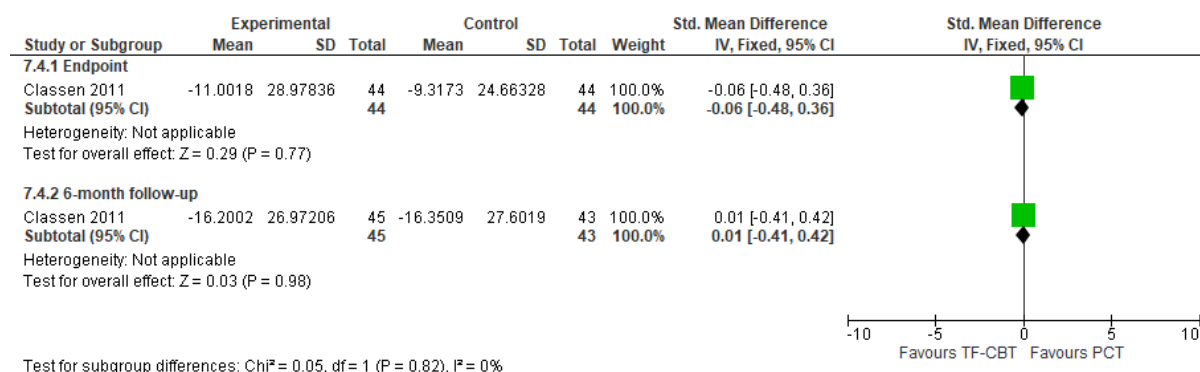 Experimental Control Std. Mean Difference Std. Mean Difference
Study or Subgroup Mean SD Total Mean SD Total Weight IV, Fixed, 95% CI IV, Fixed, 95% CI
7.4.1 Endpoint
Classen 2011 -11.0018 28.97836 44 -9.3173 24.66328 44 100.0% -0.06 [-0.48, 0.36]
Subtotal (95% CI) 44 44 100.0% -0.06 [-0.48, 0.36]
Heterogeneity: Not applicable
Test for overall effect: Z = 0.29 (P = 0.77)
7.4.2 6-month follow-up
Classen 2011 -16.2002 26.97206 45 -16.3509 27.6019 43 100.0% 0.01 [-0.41, 0.42]
Subtotal (95% CI) 45 43 100.0% 0.01 [-0.41, 0.42]
Heterogeneity: Not applicable
Test for overall effect: Z = 0.03 (P = 0.98)
-10 -5 0 5 10
Favours TF-CBT Favours PCT
Test for subgroup differences: Chi² = 0.05, df = 1 (P = 0.82), I² = 0%